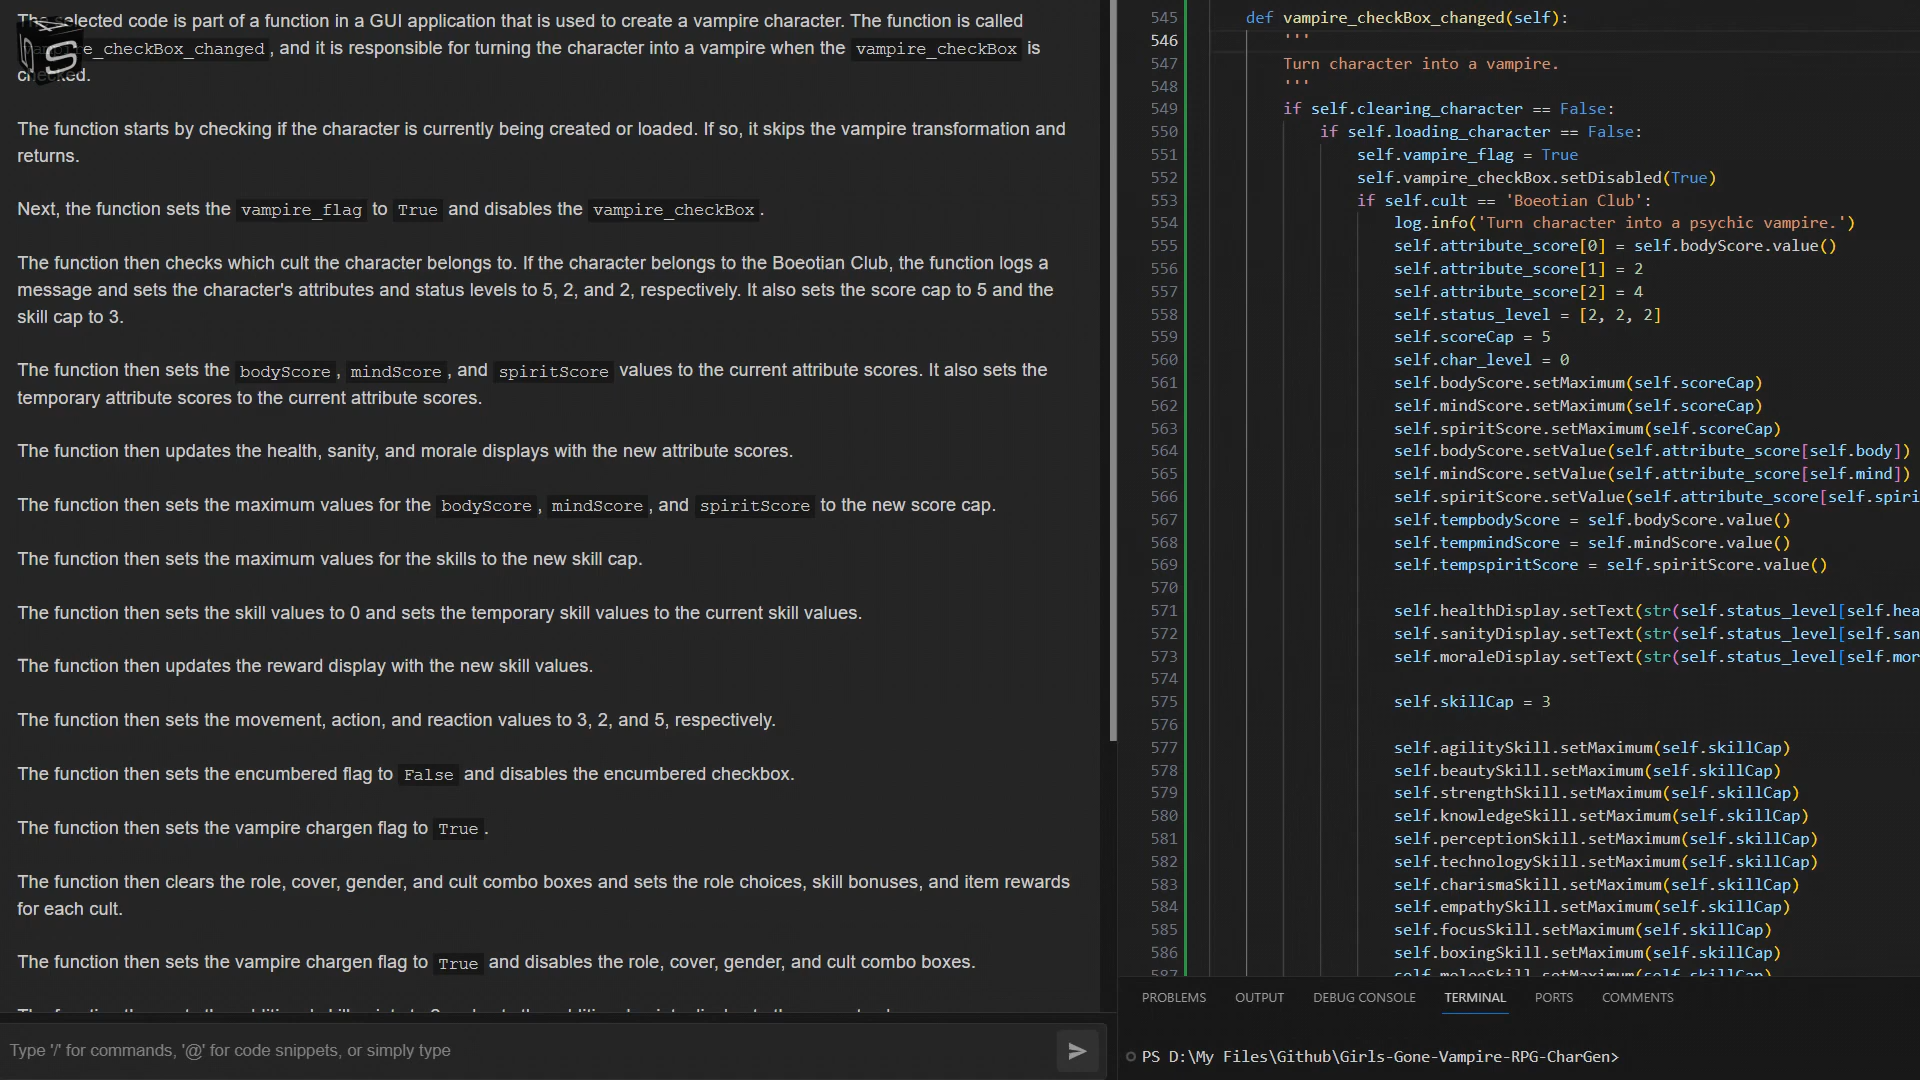 The selected code is part of a function in a GUI application that is used to create a vampire character. The function is called
vampire_checkBox_changed, and it is responsible for turning the character into a vampire when the vampire_checkBox is
checked.
The function starts by checking if the character is currently being created or loaded. If so, it skips the vampire transformation and
returns.
Next, the function sets the vampire_flag to True and disables the vampire_checkBox.
The function then checks which cult the character belongs to. If the character belongs to the Boeotian Club, the function logs a
message and sets the character's attributes and status levels to 5, 2, and 2, respectively. It also sets the score cap to 5 and the
skill cap to 3.
The function then sets the bodyScore, mindScore, and spiritScore values to the current attribute scores. It also sets the
temporary attribute scores to the current attribute scores.
The function then updates the health, sanity, and morale displays with the new attribute scores.
The function then sets the maximum values for the bodyScore, mindScore, and spiritScore to the new score cap.
The function then sets the maximum values for the skills to the new skill cap.
The function then sets the skill values to 0 and sets the temporary skill values to the current skill values.
The function then updates the reward display with the new skill values.
The function then sets the movement, action, and reaction values to 3, 2, and 5, respectively.
The function then sets the encumbered flag to False and disables the encumbered checkbox.
The function then sets the vampire chargen flag to True.
The function then clears the role, cover, gender, and cult combo boxes and sets the role choices, skill bonuses, and item rewards
for each cult.
The function then sets the vampire chargen flag to True and disables the role, cover, gender, and cult combo boxes.
Type '/' for commands, '@' for code snippets, or simply type
545 def vampire_checkBox_changed(self):
546 '''
547 Turn character into a vampire.
548 '''
549 if self.clearing_character == False:
550 if self.loading_character == False:
551 self.vampire_flag = True
552 self.vampire_checkBox.setDisabled(True)
553 if self.cult == 'Boeotian Club':
554 log.info('Turn character into a psychic vampire.')
555 self.attribute_score[0] = self.bodyScore.value()
556 self.attribute_score[1] = 2
557 self.attribute_score[2] = 4
558 self.status_level = [2, 2, 2]
559 self.scoreCap = 5
560 self.char_level = 0
561 self.bodyScore.setMaximum(self.scoreCap)
562 self.mindScore.setMaximum(self.scoreCap)
563 self.spiritScore.setMaximum(self.scoreCap)
564 self.bodyScore.setValue(self.attribute_score[self.body])
565 self.mindScore.setValue(self.attribute_score[self.mind])
566 self.spiritScore.setValue(self.attribute_score[self.spiri
567 self.tempbodyScore = self.bodyScore.value()
568 self.tempmindScore = self.mindScore.value()
569 self.tempspiritScore = self.spiritScore.value()
570
571 self.healthDisplay.setText(str(self.status_level[self.hea
572 self.sanityDisplay.setText(str(self.status_level[self.san
573 self.moraleDisplay.setText(str(self.status_level[self.mor
574
575 self.skillCap = 3
576
577 self.agilitySkill.setMaximum(self.skillCap)
578 self.beautySkill.setMaximum(self.skillCap)
579 self.strengthSkill.setMaximum(self.skillCap)
580 self.knowledgeSkill.setMaximum(self.skillCap)
581 self.perceptionSkill.setMaximum(self.skillCap)
582 self.technologySkill.setMaximum(self.skillCap)
583 self.charismaSkill.setMaximum(self.skillCap)
584 self.empathySkill.setMaximum(self.skillCap)
585 self.focusSkill.setMaximum(self.skillCap)
586 self.boxingSkill.setMaximum(self.skillCap)
587 self.meleeSkill.setMaximum(self.skillCap)
PROBLEMS OUTPUT DEBUG CONSOLE TERMINAL PORTS COMMENTS
PS D:\My Files\Github\Girls-Gone-Vampire-RPG-CharGen>